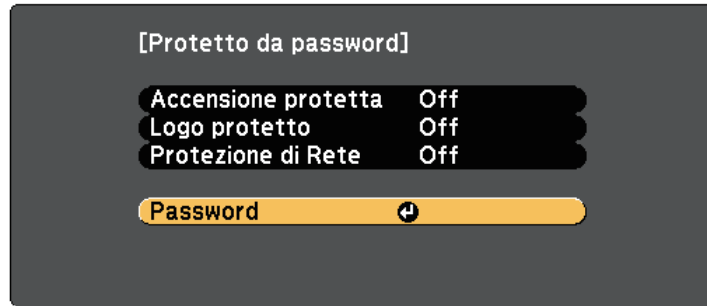 [Protetto da password]
Accensione protetta Off
Logo protetto Off
Protezione di Rete Off
Password